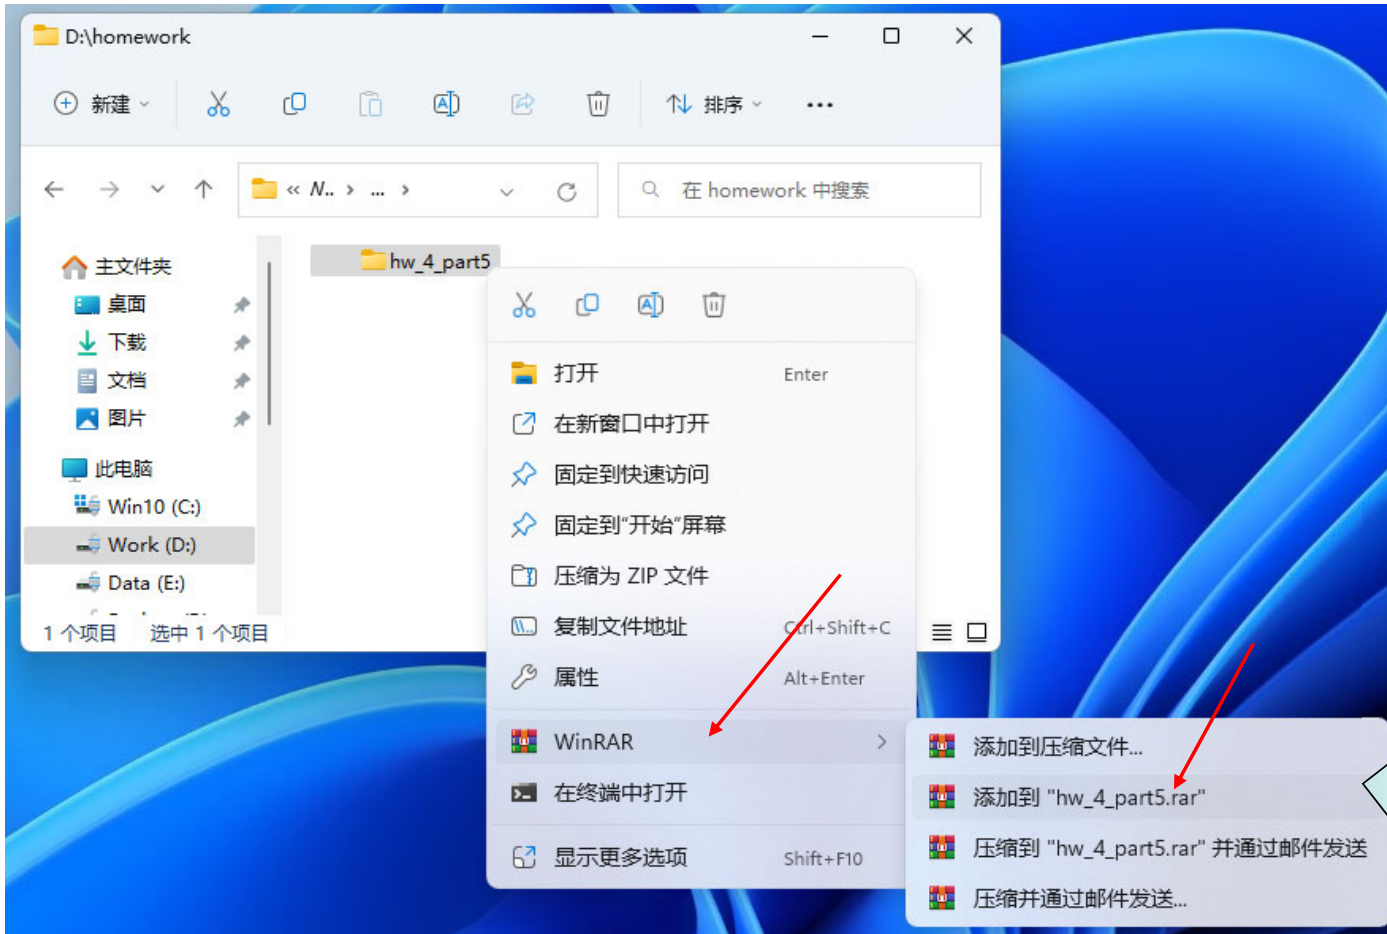 D:\homework
新建
排序
« N.. › ... ›
在 homework 中搜索
主文件夹
桌面
下载
文档
图片
此电脑
Win10 (C:)
Work (D:)
Data (E:)
1 个项目 选中 1 个项目
hw_4_part5
打开 Enter
在新窗口中打开
固定到快速访问
固定到"开始"屏幕
压缩为 ZIP 文件
复制文件地址 Ctrl+Shift+C
属性 Alt+Enter
WinRAR
在终端中打开
显示更多选项 Shift+F10
添加到压缩文件...
添加到 "hw_4_part5.rar"
压缩到 "hw_4_part5.rar" 并通过邮件发送
压缩并通过邮件发送...